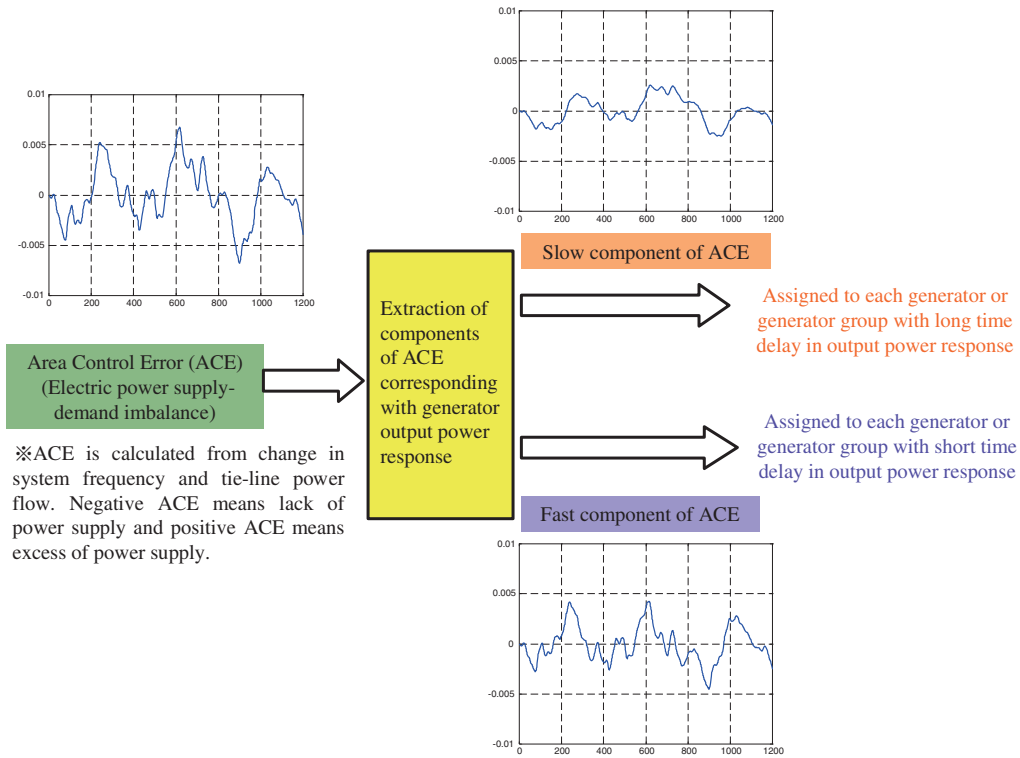 0.01
0.005
0
-0.005
-0.01
0 200 400 600 800 1000 1200
Area Control Error (ACE)
(Electric power supply-
demand imbalance)
※ACE is calculated from change in
system frequency and tie-line power
flow. Negative ACE means lack of
power supply and positive ACE means
excess of power supply.
Extraction of
components
of ACE
corresponding
with generator
output power
response
0.01
0.005
0
-0.005
-0.01
0 200 400 600 800 1000 1200
Slow component of ACE
Assigned to each generator or
generator group with long time
delay in output power response
Assigned to each generator or
generator group with short time
delay in output power response
Fast component of ACE
0.01
0.005
0
-0.005
-0.01
0 200 400 600 800 1000 1200